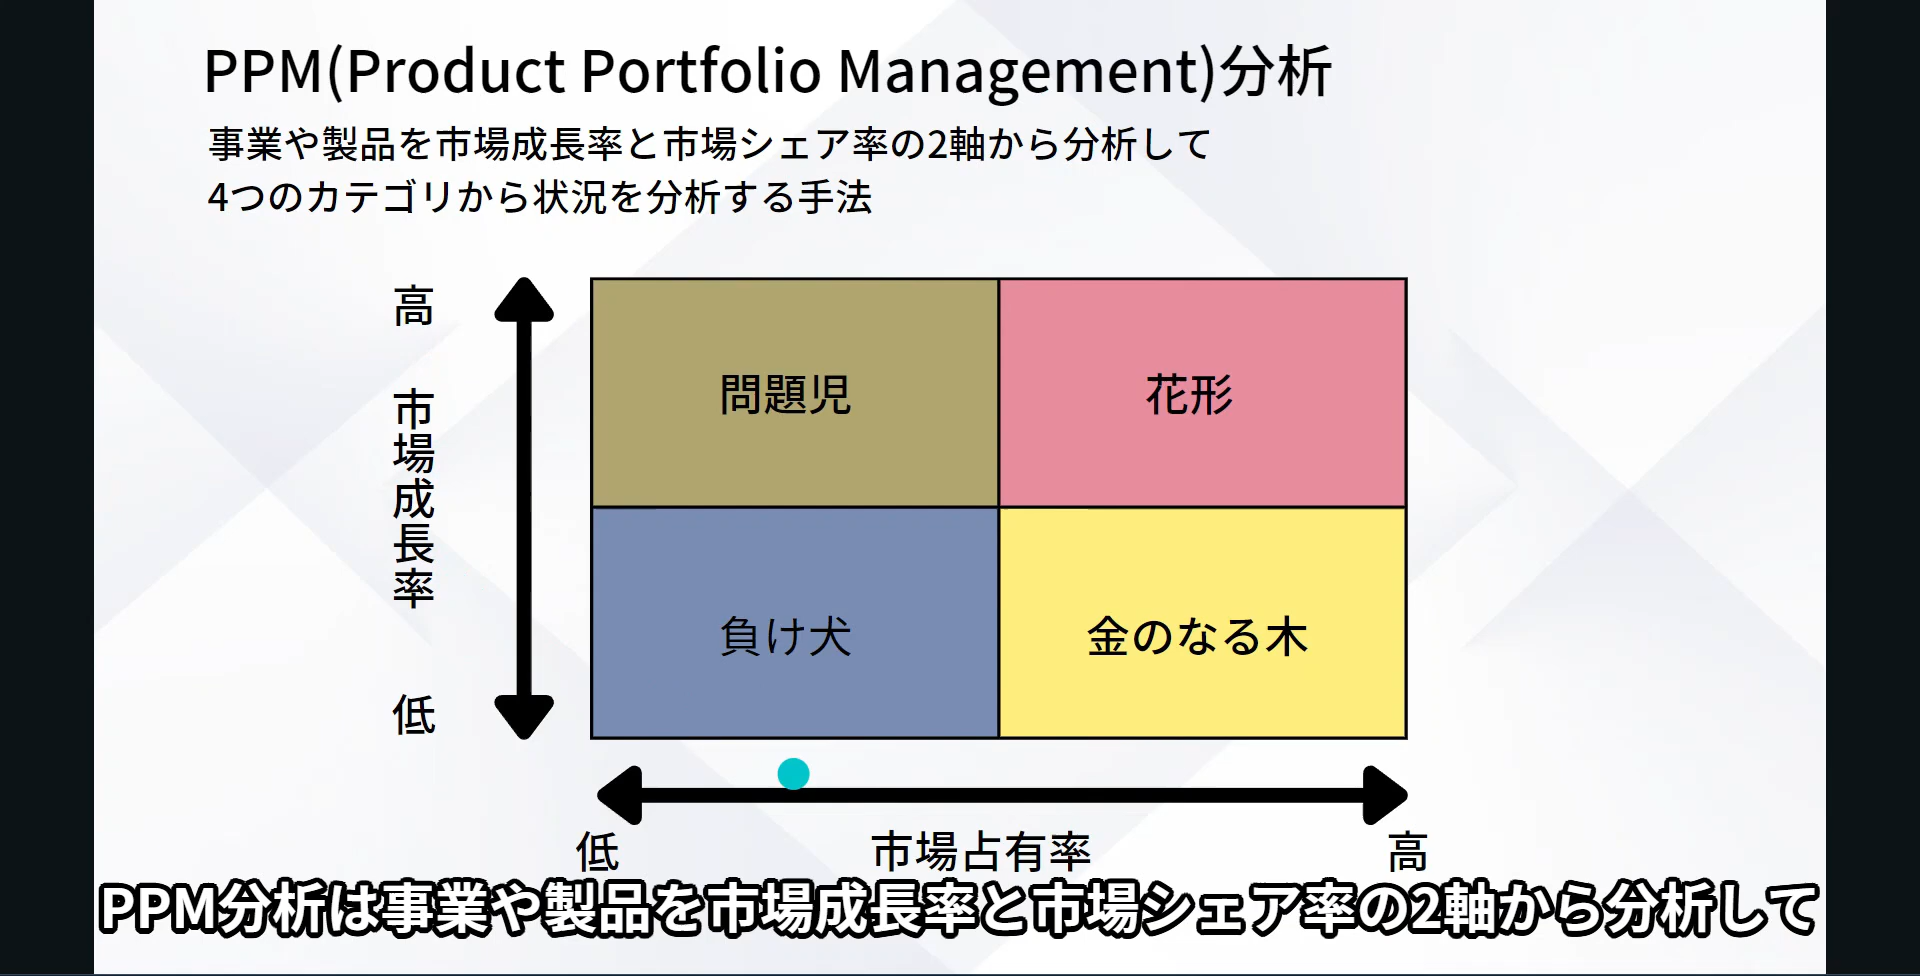 PPM(Product Portfolio Management)分析
事業や製品を市場成長率と市場シェア率の2軸から分析して
4つのカテゴリから状況を分析する手法
高
市場成長率
低
問題児
花形
負け犬
金のなる木
低
市場占有率
高
PPM分析は事業や製品を市場成長率と市場シェア率の2軸から分析して